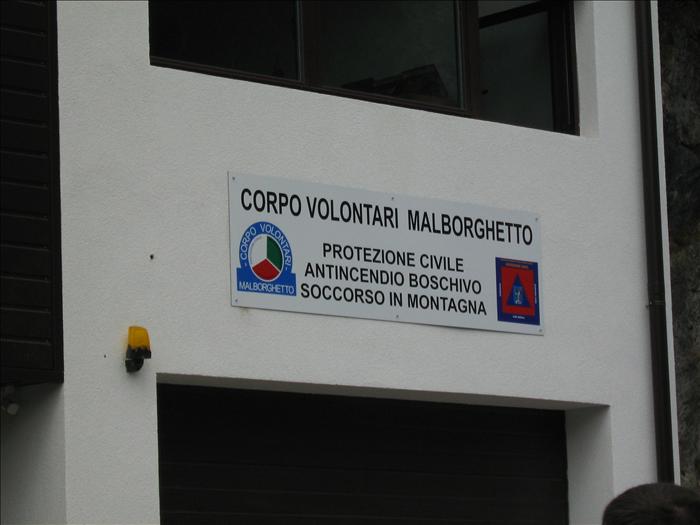 CORPO VOLONTARI MALBORGHETTO
CORPO VOLONTARI
MALBORGHETTO
PROTEZIONE CIVILE
ANTINCENDIO BOSCHIVO
SOCCORSO IN MONTAGNA